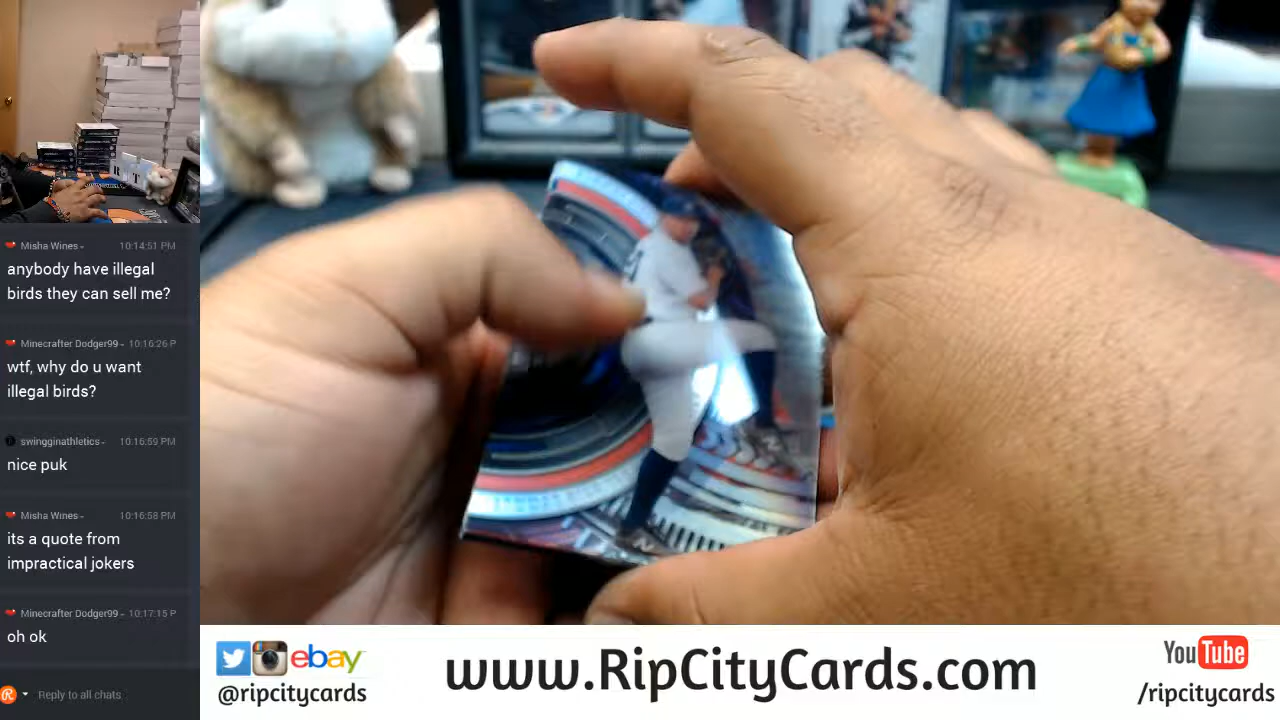 Misha Wines - 10:14:51 PM
anybody have illegal
birds they can sell me?
Minecrafter Dodger99 - 10:16:26 P
wtf, why do u want
illegal birds?
swingginathletics - 10:16:59 PM
nice puk
Misha Wines - 10:16:58 PM
its a quote from
impractical jokers
Minecrafter Dodger99 - 10:17:15 P
oh ok
Reply to all chats
ebay
@ripcitycards
www.RipCityCards.com
YouTube
/ripcitycards